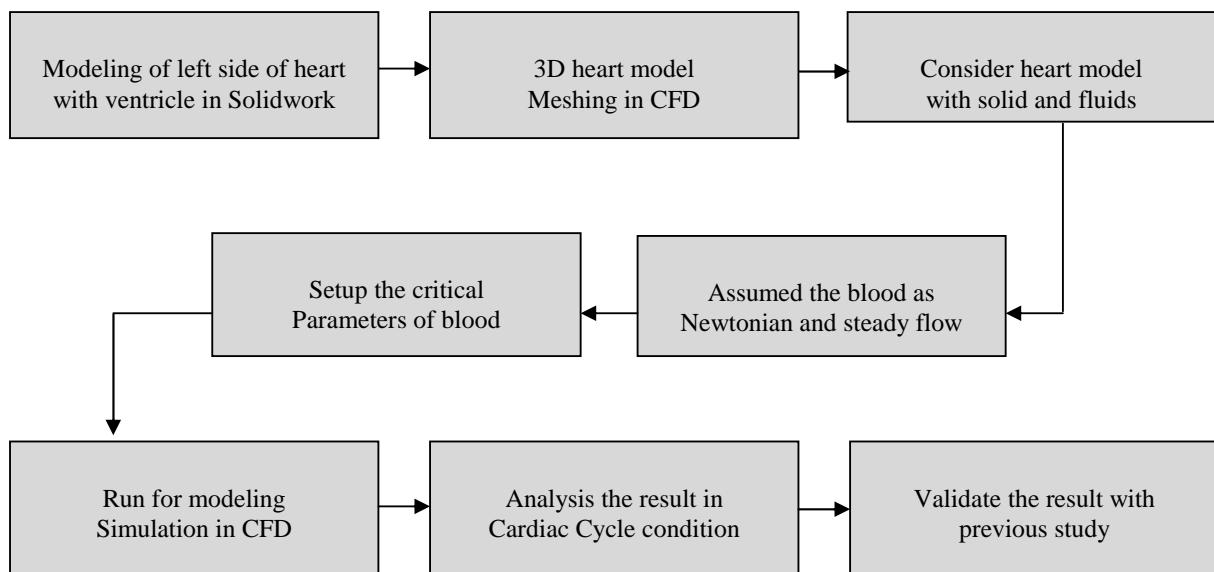 Modeling of left side of heart
with ventricle in Solidwork
3D heart model
Meshing in CFD
Consider heart model
with solid and fluids
Assumed the blood as
Newtonian and steady flow
Setup the critical
Parameters of blood
Run for modeling
Simulation in CFD
Analysis the result in
Cardiac Cycle condition
Validate the result with
previous study